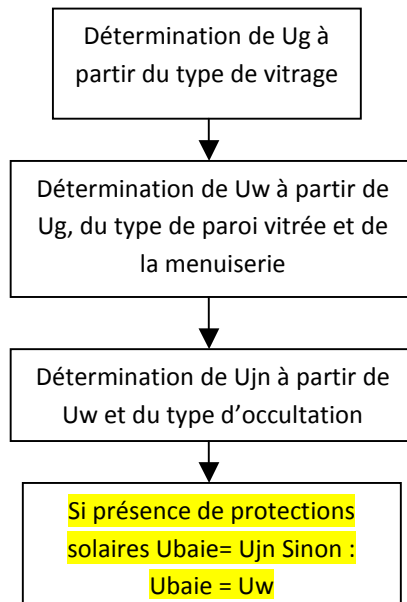 Détermination de Ug à
partir du type de vitrage
Détermination de Uw à partir de
Ug, du type de paroi vitrée et de
la menuiserie
Détermination de Ujn à partir de
Uw et du type d’occultation
Si présence de protections
solaires Ubaie= Ujn Sinon :
Ubaie = Uw